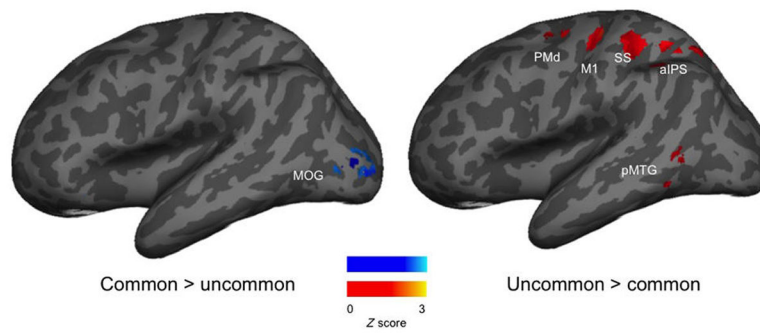 PMd
M1
SS
aIPS
MOG
pMTG
Common > uncommon
Uncommon > common
0
3
Z score